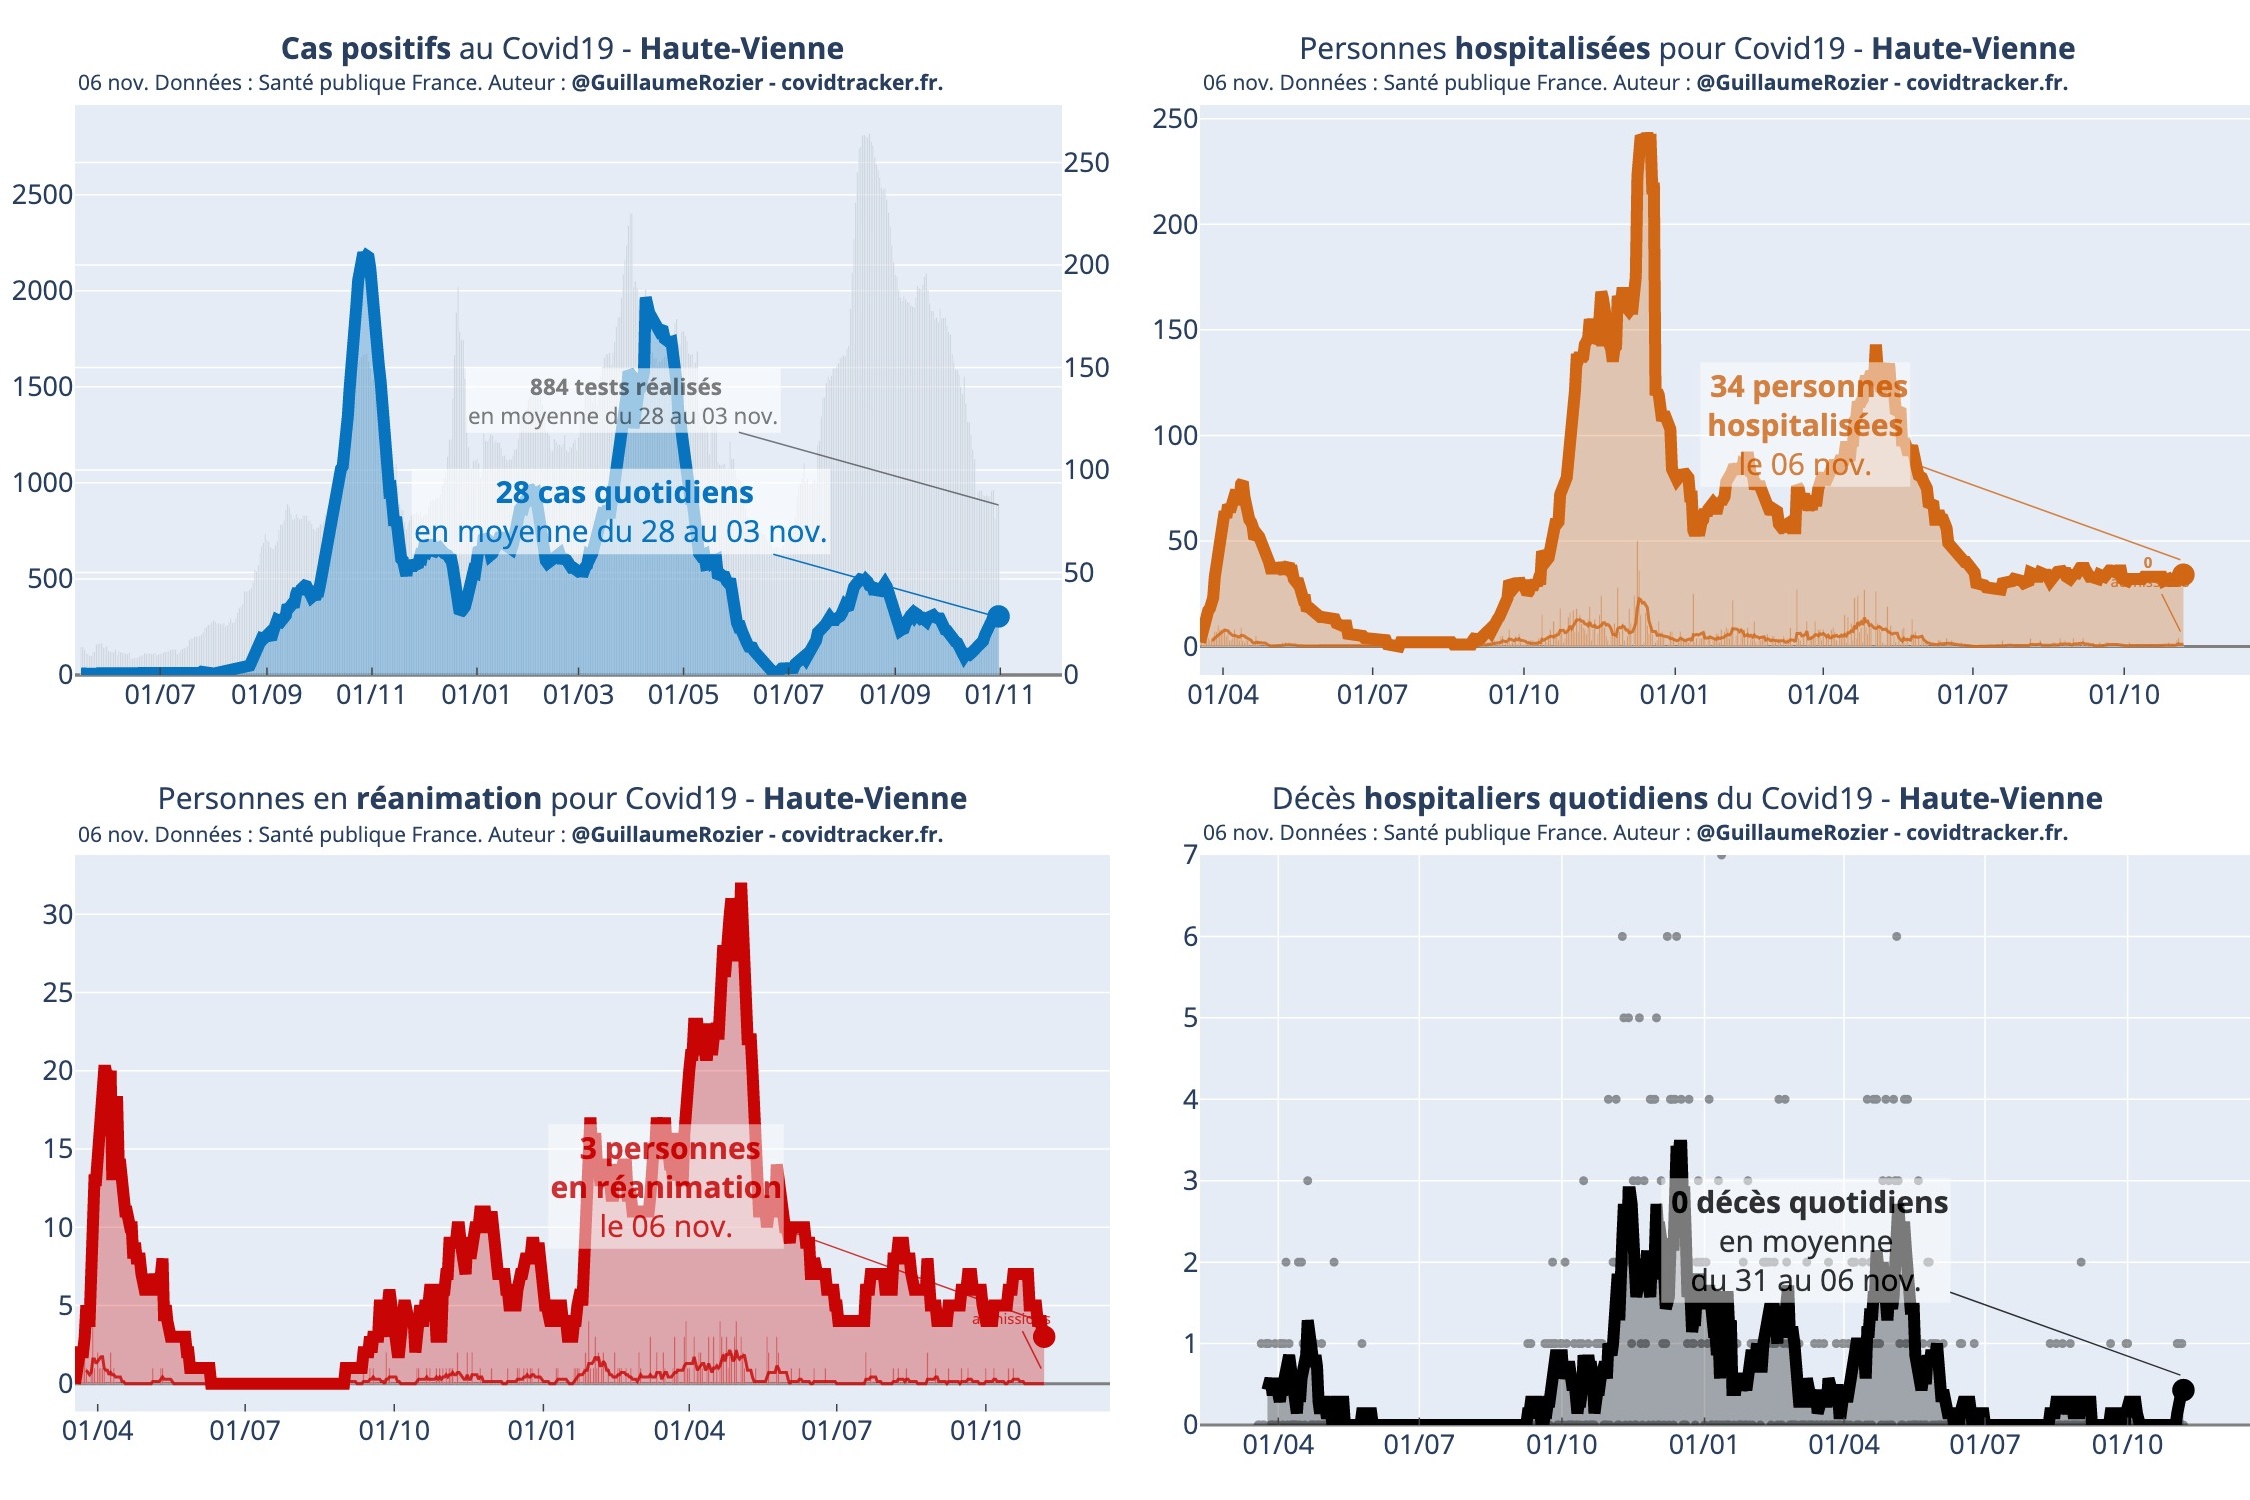 Cas positifs au Covid19 - Haute-Vienne
06 nov. Données : Santé publique France. Auteur : @GuillaumeRozier - covidtracker.fr.
2500
2000
1500
1000
500
0
250
200
150
100
50
0
884 tests réalisés
en moyenne du 28 au 03 nov.
28 cas quotidiens
en moyenne du 28 au 03 nov.
01/07 01/09 01/11 01/01 01/03 01/05 01/07 01/09 01/11
Personnes hospitalisées pour Covid19 - Haute-Vienne
06 nov. Données : Santé publique France. Auteur : @GuillaumeRozier - covidtracker.fr.
250
200
150
100
50
0
34 personnes
hospitalisées
le 06 nov.
0
01/04 01/07 01/10 01/01 01/04 01/07 01/10
Personnes en réanimation pour Covid19 - Haute-Vienne
06 nov. Données : Santé publique France. Auteur : @GuillaumeRozier - covidtracker.fr.
30
25
20
15
10
5
0
3 personnes
en réanimation
le 06 nov.
admissions
01/04 01/07 01/10 01/01 01/04 01/07 01/10
Décès hospitaliers quotidiens du Covid19 - Haute-Vienne
06 nov. Données : Santé publique France. Auteur : @GuillaumeRozier - covidtracker.fr.
7
6
5
4
3
2
1
0
0 décès quotidiens
en moyenne
du 31 au 06 nov.
01/04 01/07 01/10 01/01 01/04 01/07 01/10